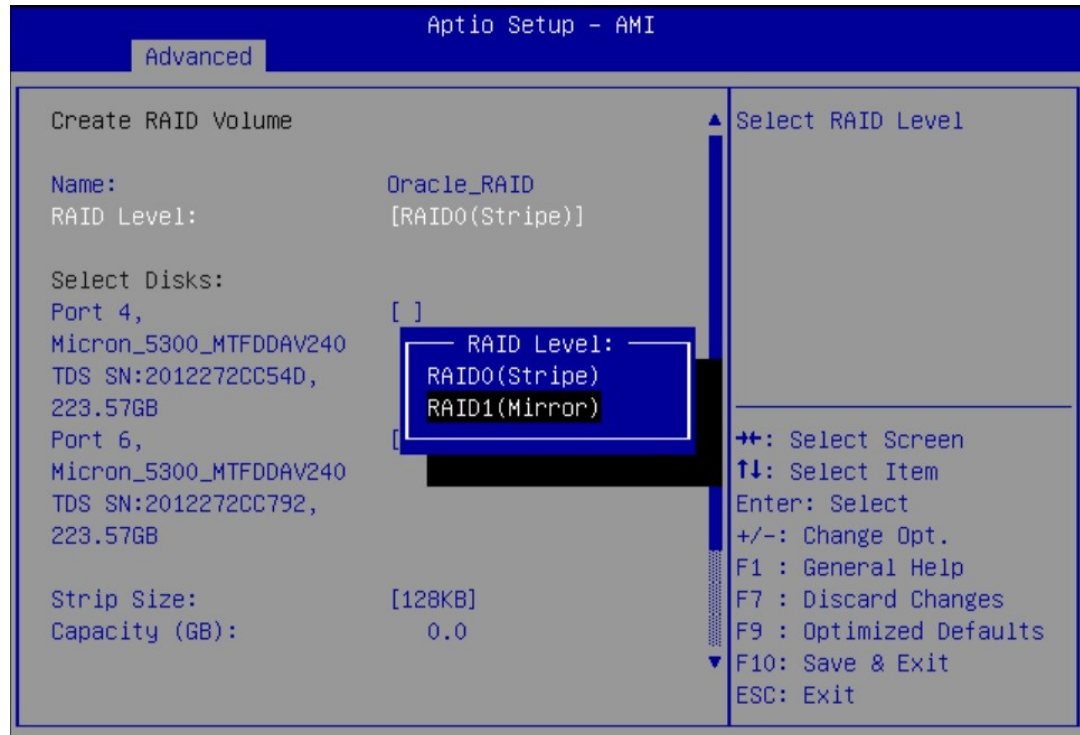 Aptio Setup – AMI
Advanced
Create RAID Volume
Name: Oracle_RAID
RAID Level: [RAID0(Stripe)]
Select Disks:
Port 4, [ ]
Micron_5300_MTFDDAV240
TDS SN:2012272CC54D,
223.57GB
Port 6, [
Micron_5300_MTFDDAV240
TDS SN:2012272CC792,
223.57GB
Strip Size: [128KB]
Capacity (GB): 0.0
RAID Level:
RAID0(Stripe)
RAID1(Mirror)
Select RAID Level
→←: Select Screen
↑↓: Select Item
Enter: Select
+/-: Change Opt.
F1 : General Help
F7 : Discard Changes
F9 : Optimized Defaults
F10: Save & Exit
ESC: Exit